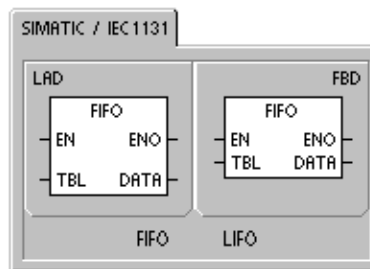 SIMATIC / IEC1131
LAD
FIFO
EN ENO
TBL DATA
FBD
FIFO
EN ENO
TBL DATA
FIFO LIFO